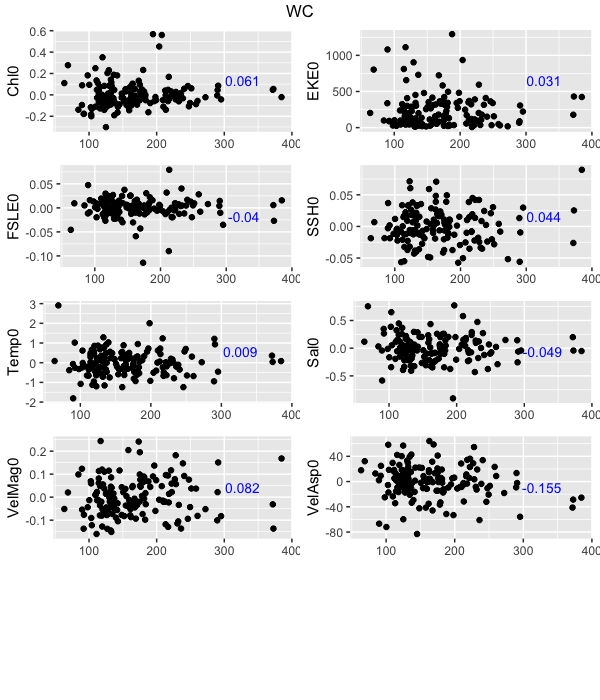 WC
Chl0
0.6
0.4
0.2
0.0
-0.2
0.061
100 200 300 400
EKE0
1000
500
0
0.031
100 200 300 400
FSLE0
0.05
0.00
-0.05
-0.10
-0.04
100 200 300 400
SSH0
0.05
0.00
-0.05
0.044
100 200 300 400
Temp0
3
2
1
0
-1
-2
0.009
100 200 300 400
Sal0
0.5
0.0
-0.5
-0.049
100 200 300 400
VelMag0
0.2
0.1
0.0
-0.1
0.082
100 200 300 400
VelAsp0
40
0
-40
-80
-0.155
100 200 300 400